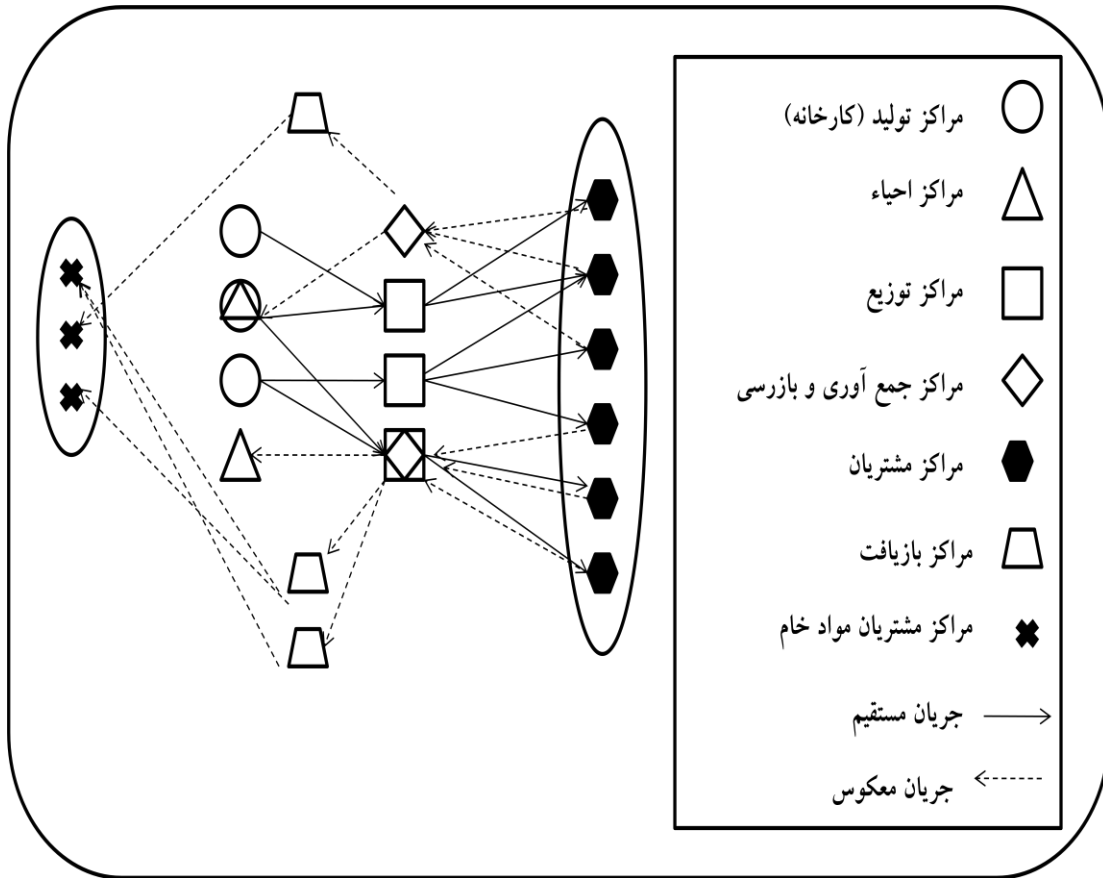 مراکز تولید (کارخانه)
مراکز احیاء
مراکز توزیع
مراکز جمع آوری و بازرسی
مراکز مشتریان
مراکز بازیافت
مراکز مشتریان مواد خام
جریان مستقیم
جریان معکوس